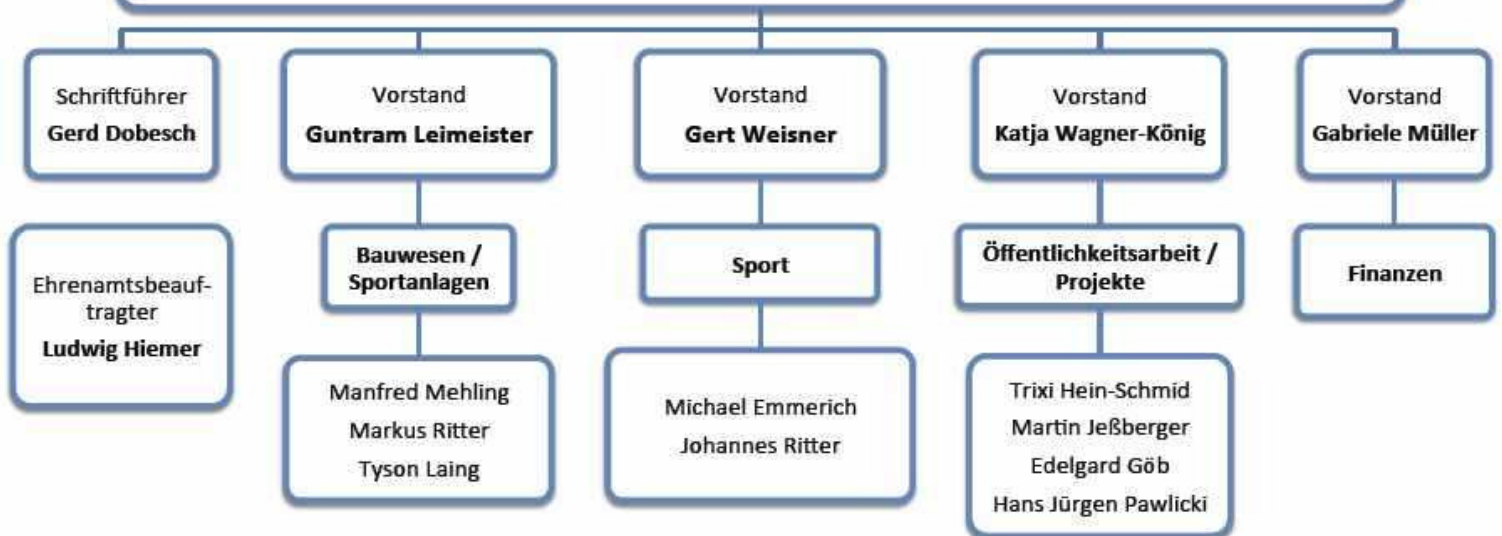 Schriftführer
Gerd Dobesch
Vorstand
Guntram Leimeister
Vorstand
Gert Weisner
Vorstand
Katja Wagner-König
Vorstand
Gabriele Müller
Ehrenamtsbeauf-
tragter
Ludwig Hiemer
Bauwesen /
Sportanlagen
Sport
Öffentlichkeitsarbeit /
Projekte
Finanzen
Manfred Mehling
Markus Ritter
Tyson Laing
Michael Emmerich
Johannes Ritter
Trixi Hein-Schmid
Martin Jeßberger
Edelgard Göb
Hans Jürgen Pawlicki